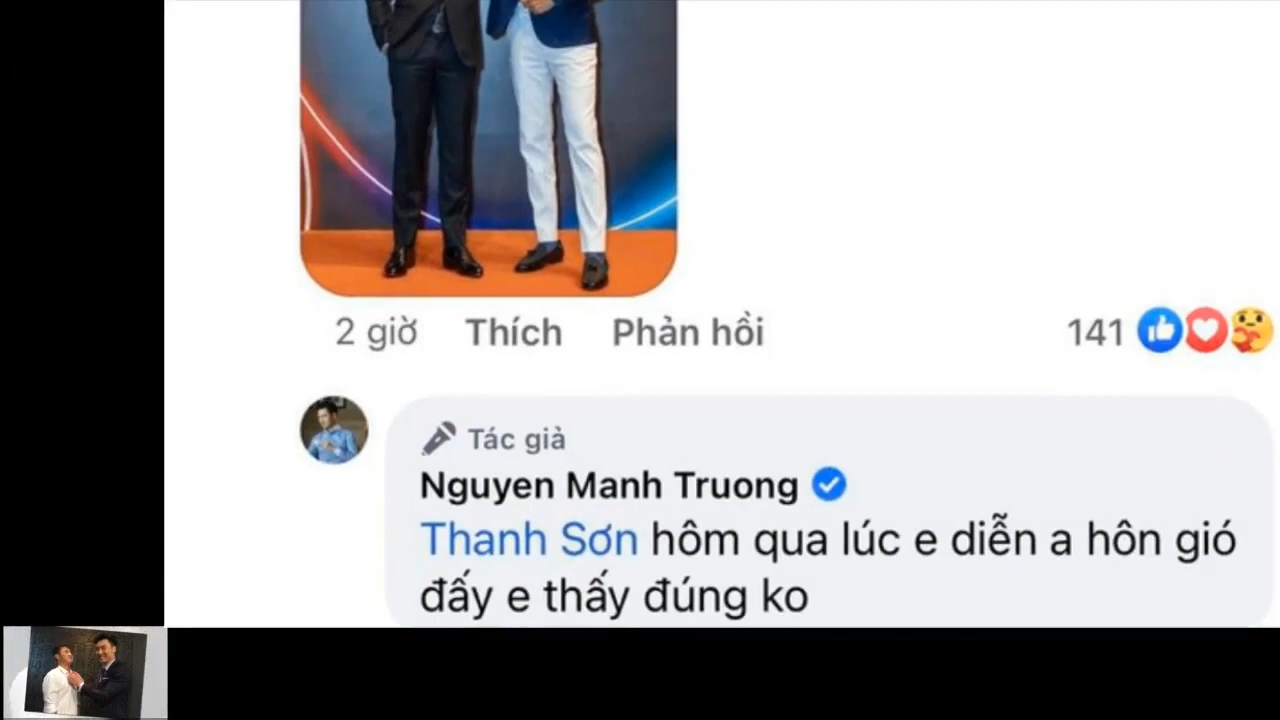 2 giờ Thích Phản hồi 141
Tác giả
Nguyen Manh Truong
Thanh Sơn hôm qua lúc e diễn a hôn gió
đấy e thấy đúng ko